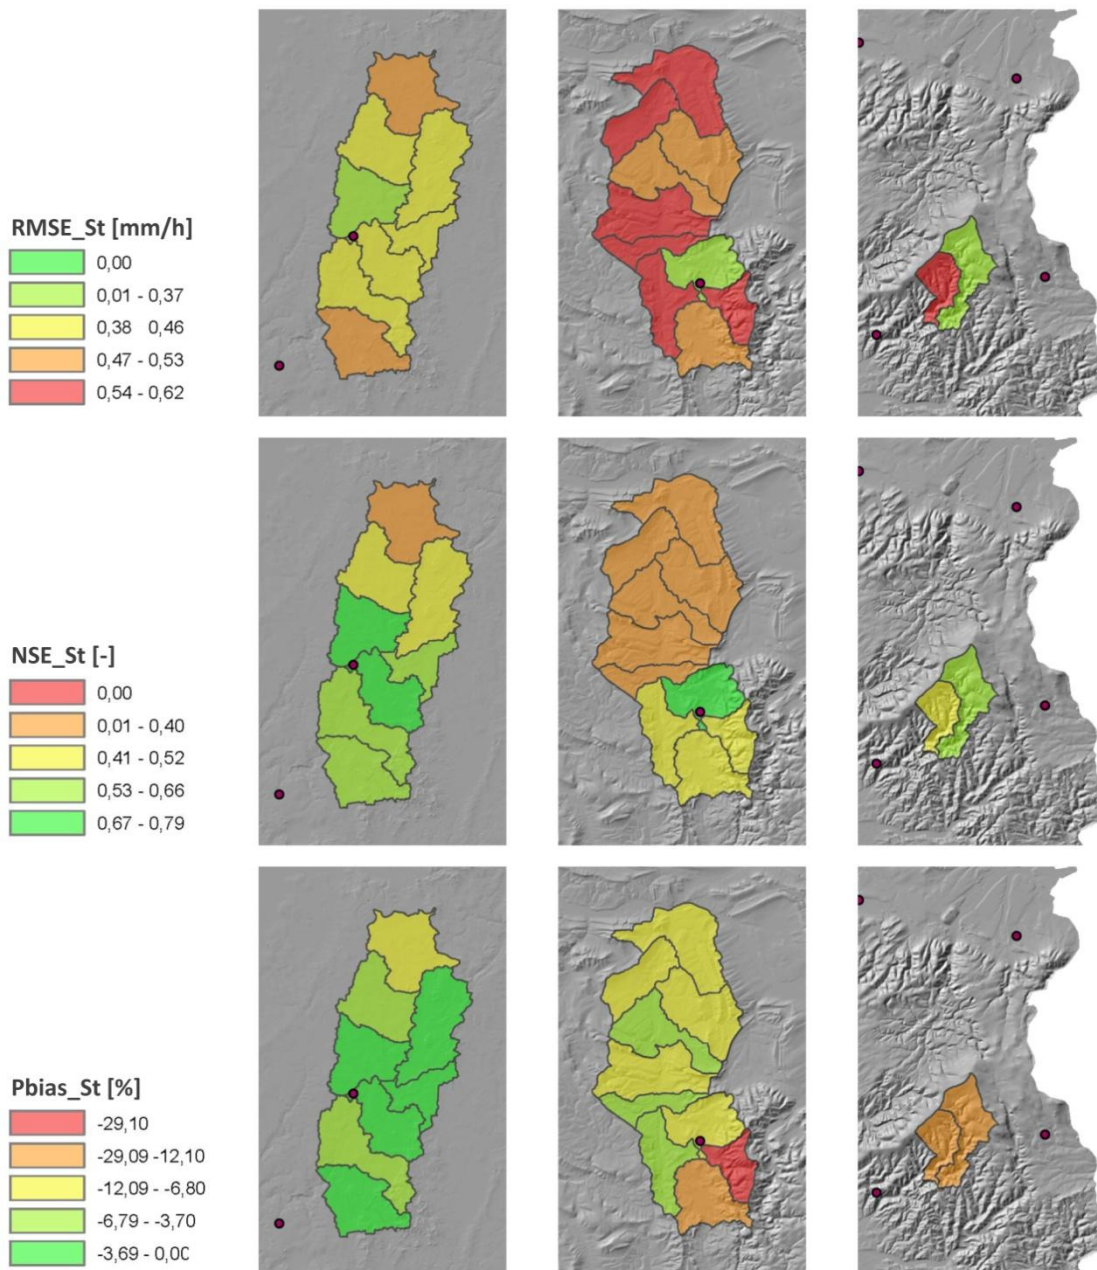 RMSE_St [mm/h]
0,00
0,01 - 0,37
0,38 0,46
0,47 - 0,53
0,54 - 0,62
NSE_St [-]
0,00
0,01 - 0,40
0,41 - 0,52
0,53 - 0,66
0,67 - 0,79
Pbias_St [%]
-29,10
-29,09 -12,10
-12,09 - -6,80
-6,79 - -3,70
-3,69 - 0,00